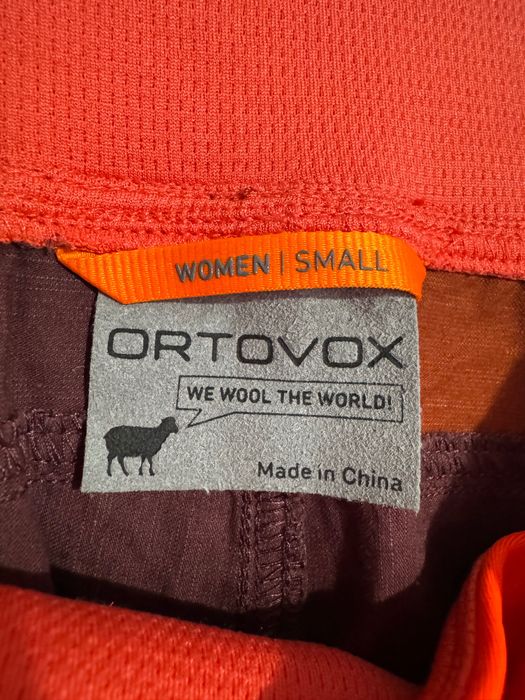 WOMEN | SMALL
ORTOVOX
WE WOOL THE WORLD!
Made in China